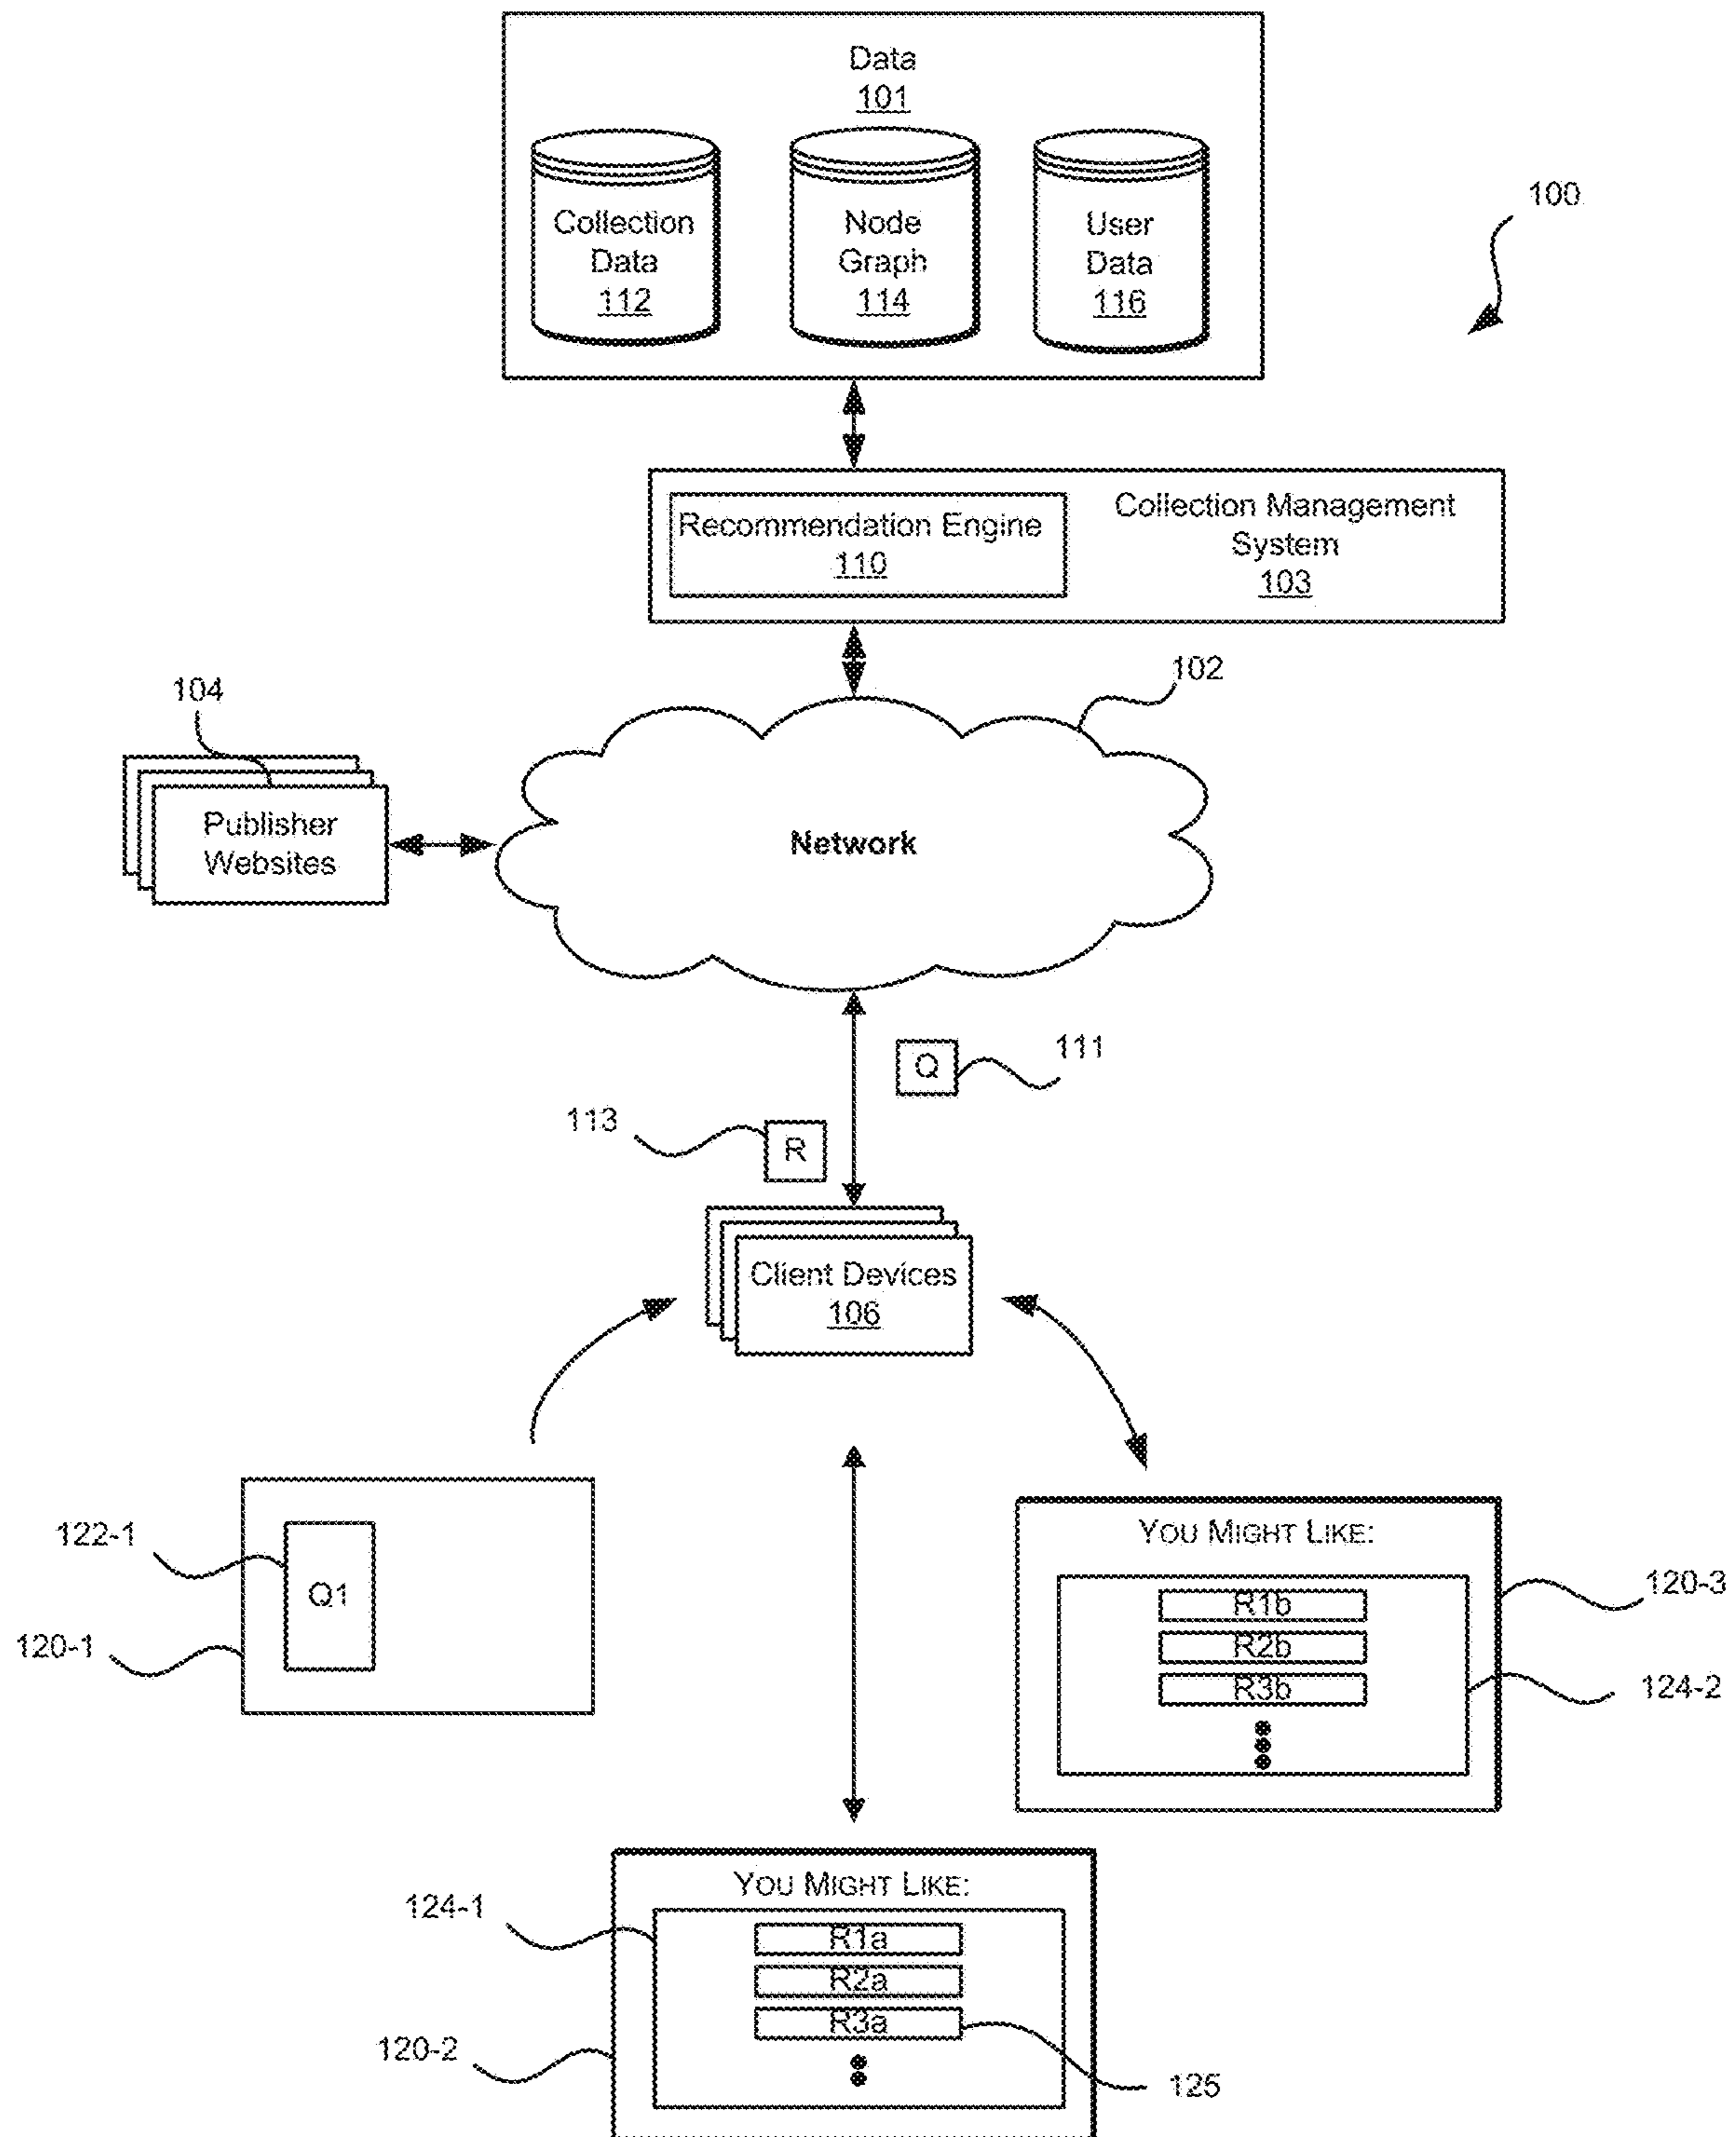 Data
101
Collection
Data
112
Node
Graph
114
User
Data
116
100
Recommendation Engine
110
Collection Management
System
103
102
104
Publisher
Websites
Network
Q
111
113
R
Client Devices
106
122-1
Q1
120-1
YOU MIGHT LIKE:
R1b
R2b
R3b
120-3
124-2
YOU MIGHT LIKE:
124-1
R1a
R2a
R3a
120-2
125